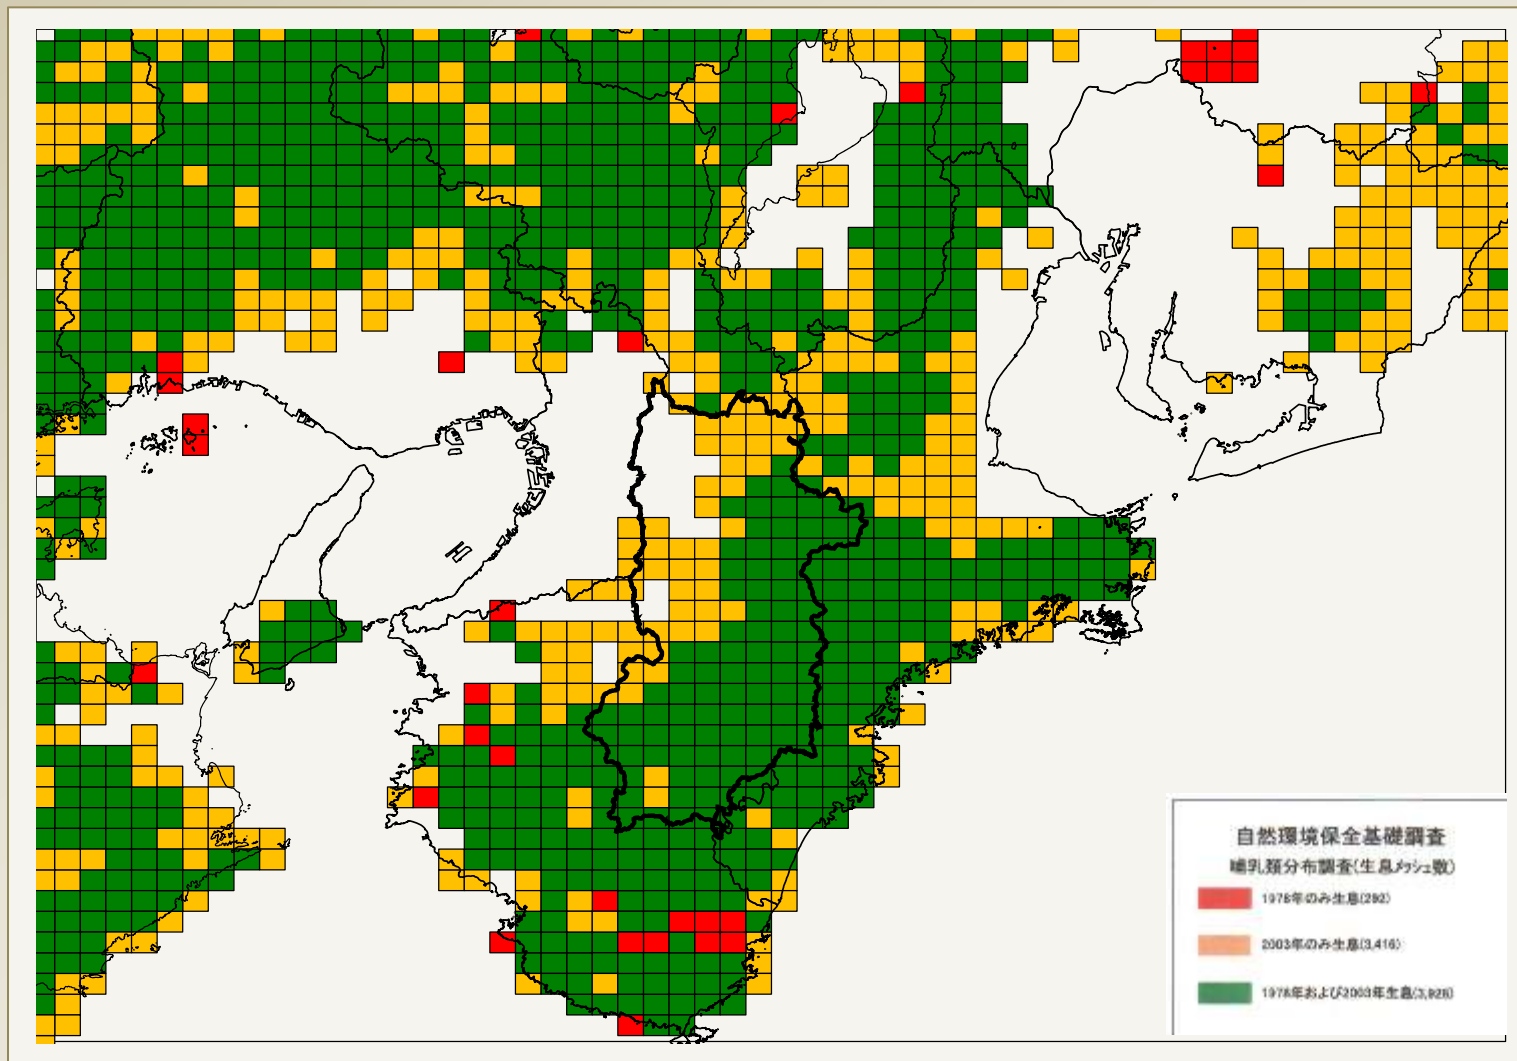 自然環境保全基礎調査
哺乳類分布調査(生息メッシュ数)
1978年のみ生息(292)
2003年のみ生息(3,416)
1978年および2003年生息(3,928)